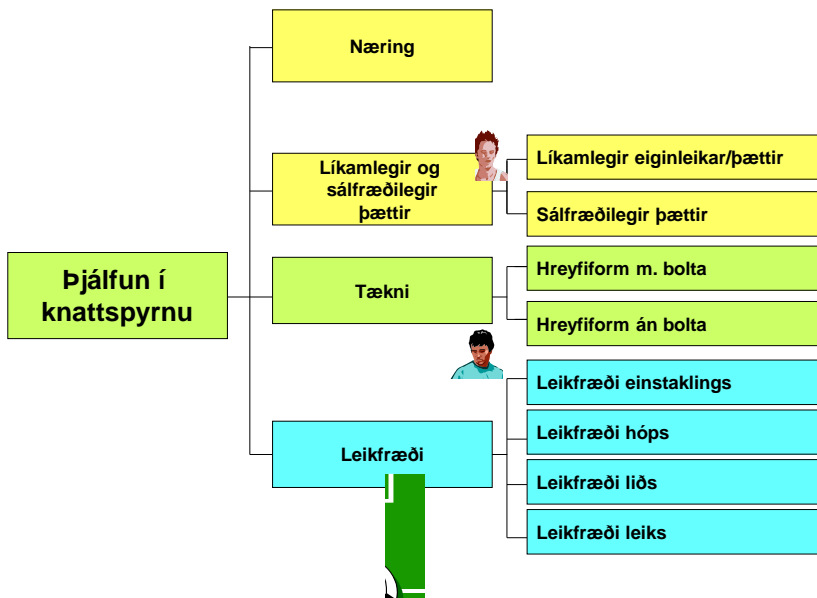 Næring
Líkamlegir og
sálfræðilegir
þættir
Líkamlegir eiginleikar/þættir
Sálfræðilegir þættir
Þjálfun í
knattspyrnu
Tækni
Hreyfiform m. bolta
Hreyfiform án bolta
Leikfræði
Leikfræði einstaklings
Leikfræði hóps
Leikfræði liðs
Leikfræði leiks